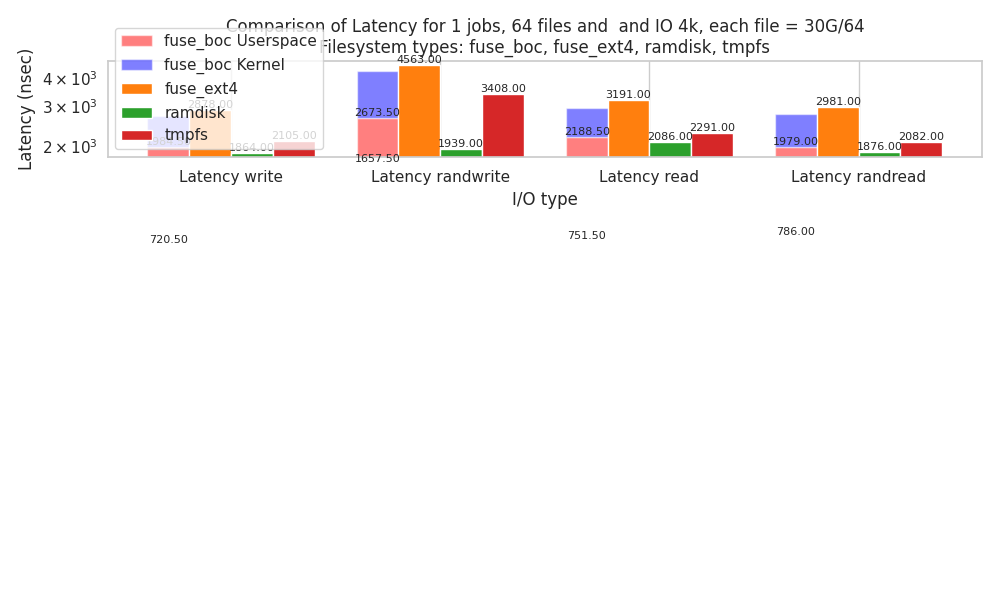 Comparison of Latency for 1 jobs, 64 files and  and IO 4k, each file = 30G/64
Filesystem types: fuse_boc, fuse_ext4, ramdisk, tmpfs
fuse_boc Userspace
fuse_boc Kernel
fuse_ext4
ramdisk
tmpfs
Latency (nsec)
4 × 10³
3 × 10³
2 × 10³
2878.00
1984.50
1864.00
2105.00
720.50
4563.00
2673.50
1657.50
1939.00
3408.00
3191.00
2188.50
2086.00
2291.00
751.50
2981.00
1979.00
1876.00
2082.00
786.00
Latency write
Latency randwrite
Latency read
Latency randread
I/O type